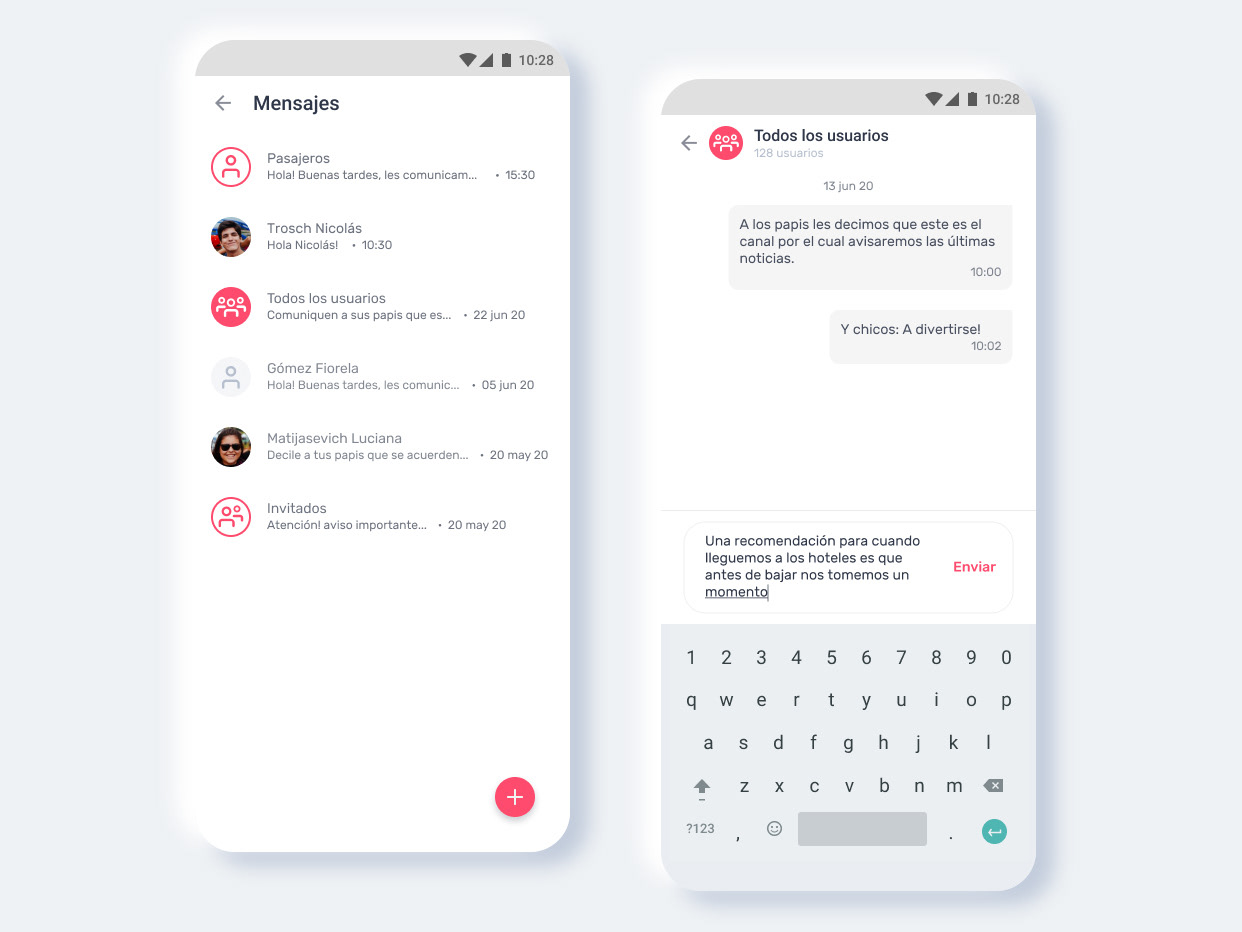 10:28
Mensajes
Pasajeros
Hola! Buenas tardes, les comunicam... • 15:30
Trosch Nicolás
Hola Nicolás! • 10:30
Todos los usuarios
Comuniquen a sus papis que es... • 22 jun 20
Gómez Fiorela
Hola! Buenas tardes, les comunic... • 05 jun 20
Matijasevich Luciana
Decile a tus papis que se acuerden... • 20 may 20
Invitados
Atención! aviso importante... • 20 may 20
10:28
Todos los usuarios
128 usuarios
13 jun 20
A los papis les decimos que este es el
canal por el cual avisaremos las últimas
noticias.
10:00
Y chicos: A divertirse!
10:02
Una recomendación para cuando
lleguemos a los hoteles es que
antes de bajar nos tomemos un
momento
Enviar
1 2 3 4 5 6 7 8 9 0
q w e r t y u i o p
a s d f g h j k l
z x c v b n m
?123 , .